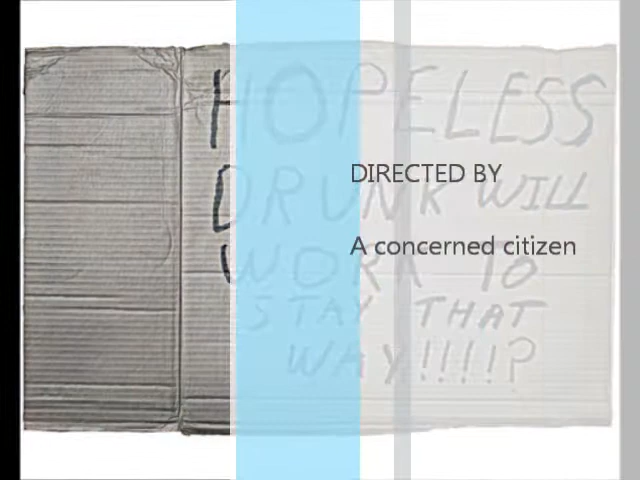 HOPELESS
DRUNK WILL
WORK TO
STAY THAT
WAY!!!!?
DIRECTED BY
A concerned citizen